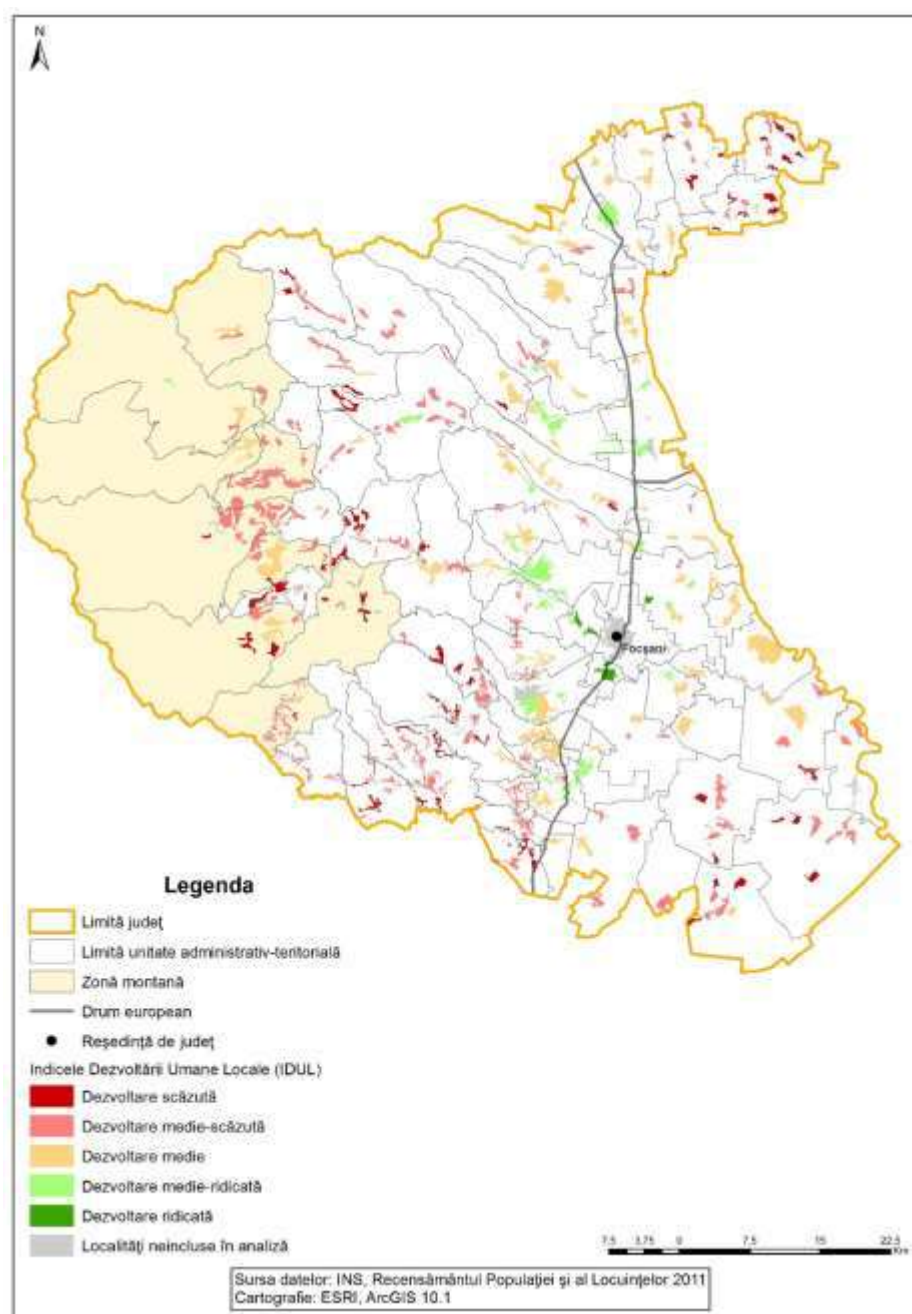 N
Focșani
Legenda
Limită județ
Limită unitate administrativ-teritorială
Zonă montană
Drum european
Reședință de județ
Indicele Dezvoltării Umane Locale (IDUL)
Dezvoltare scăzută
Dezvoltare medie-scăzută
Dezvoltare medie
Dezvoltare medie-ridicată
Dezvoltare ridicată
Localități neincluse în analiză
7.5 3.75 0 7.5 15 22.5
Km
Sursa datelor: INS, Recensământul Populației și al Locuințelor 2011
Cartografie: ESRI, ArcGIS 10.1